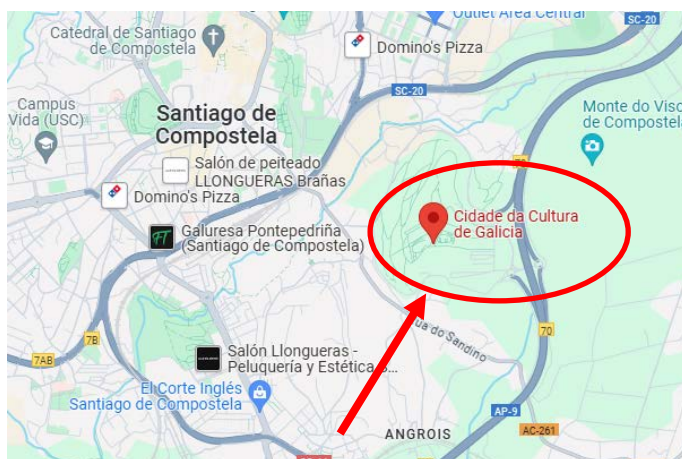 Outlet Area Central
SC-20
Catedral de Santiago
de Compostela
Domino's Pizza
SC-20
Campus
Vida (USC)
Santiago de
Compostela
Monte do Viso
de Compostel
Salón de peiteado
LLONGUERAS Brañas
Domino's Pizza
Cidade da Cultura
de Galicia
Galuresa Pontepedriña
(Santiago de Compostela)
ua do Sandino
70
7B
7AB
Salón Llongueras -
Peluquería y Estética
El Corte Inglés
Santiago de Compostela
AP-9
ANGROIS
AC-261